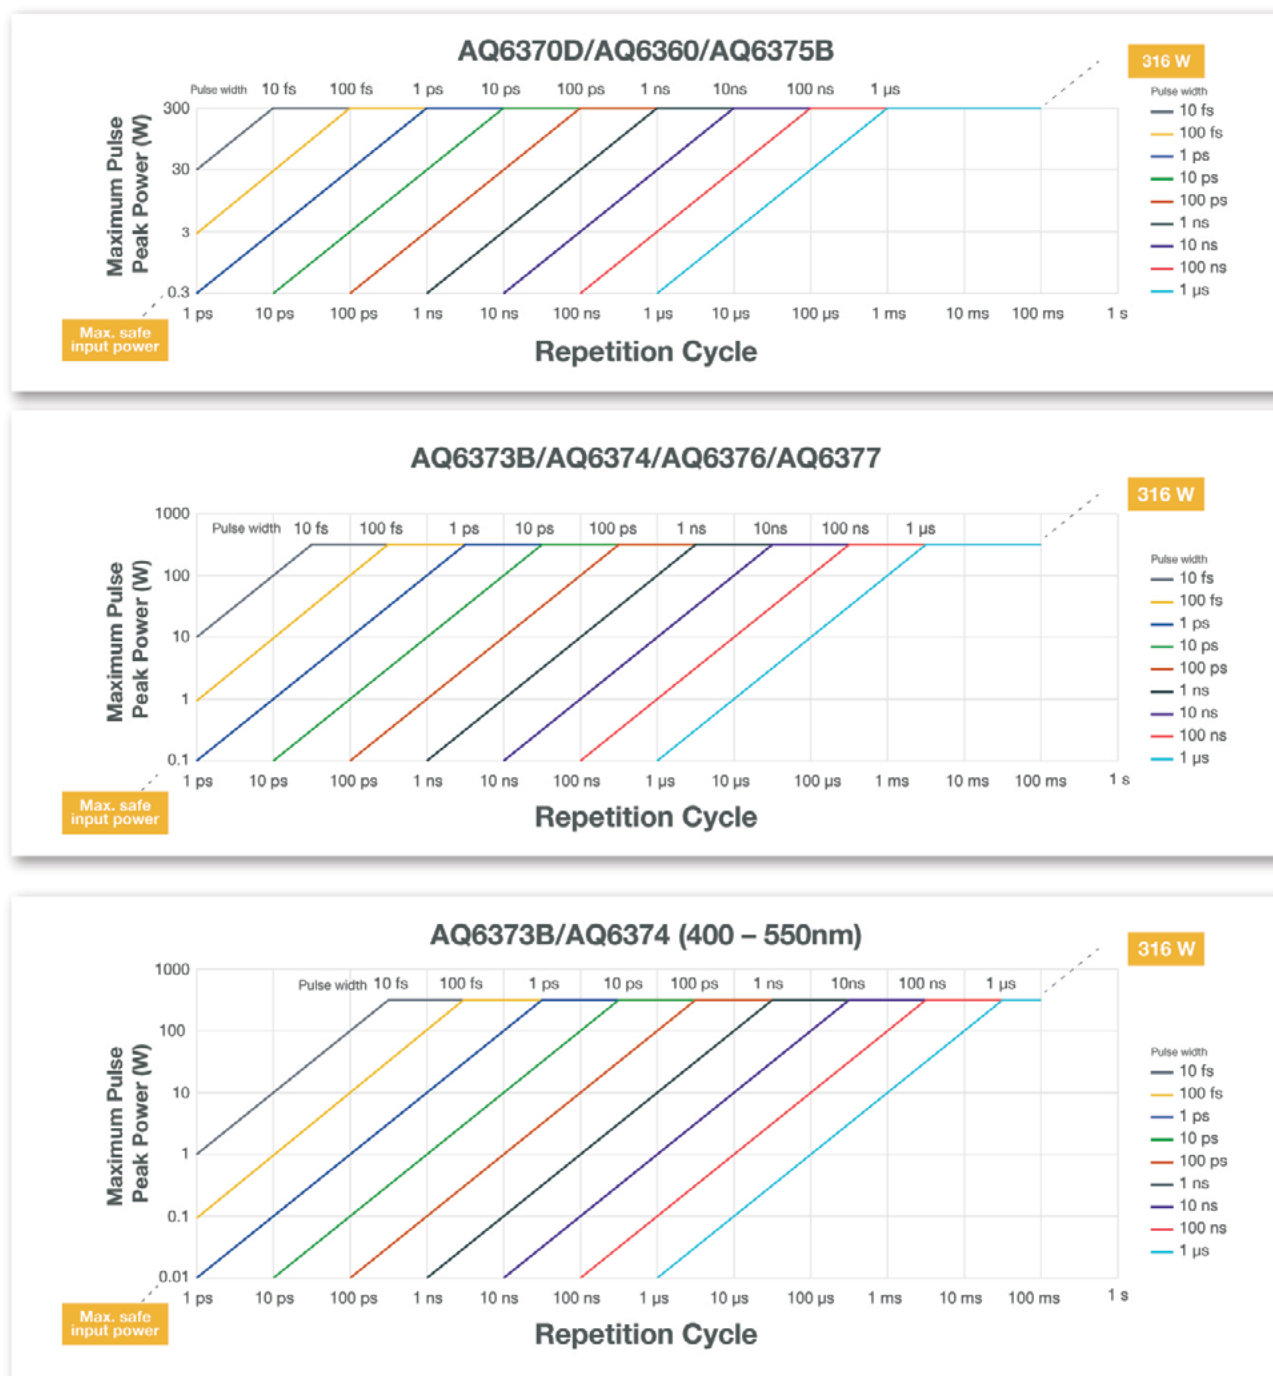 AQ6370D/AQ6360/AQ6375B
316 W
Pulse width 10 fs 100 fs 1 ps 10 ps 100 ps 1 ns 10ns 100 ns 1 µs
Maximum Pulse
Peak Power (W)
300
30
3
0.3
Pulse width
10 fs
100 fs
1 ps
10 ps
100 ps
1 ns
10 ns
100 ns
1 µs
1 ps 10 ps 100 ps 1 ns 10 ns 100 ns 1 µs 10 µs 100 µs 1 ms 10 ms 100 ms 1 s
Max. safe
input power
Repetition Cycle
AQ6373B/AQ6374/AQ6376/AQ6377
316 W
Pulse width 10 fs 100 fs 1 ps 10 ps 100 ps 1 ns 10ns 100 ns 1 µs
Maximum Pulse
Peak Power (W)
1000
100
10
1
0.1
Pulse width
10 fs
100 fs
1 ps
10 ps
100 ps
1 ns
10 ns
100 ns
1 µs
1 ps 10 ps 100 ps 1 ns 10 ns 100 ns 1 µs 10 µs 100 µs 1 ms 10 ms 100 ms 1 s
Max. safe
input power
Repetition Cycle
AQ6373B/AQ6374 (400 – 550nm)
316 W
Pulse width 10 fs 100 fs 1 ps 10 ps 100 ps 1 ns 10ns 100 ns 1 µs
Maximum Pulse
Peak Power (W)
1000
100
10
1
0.1
0.01
Pulse width
10 fs
100 fs
1 ps
10 ps
100 ps
1 ns
10 ns
100 ns
1 µs
1 ps 10 ps 100 ps 1 ns 10 ns 100 ns 1 µs 10 µs 100 µs 1 ms 10 ms 100 ms 1 s
Max. safe
input power
Repetition Cycle